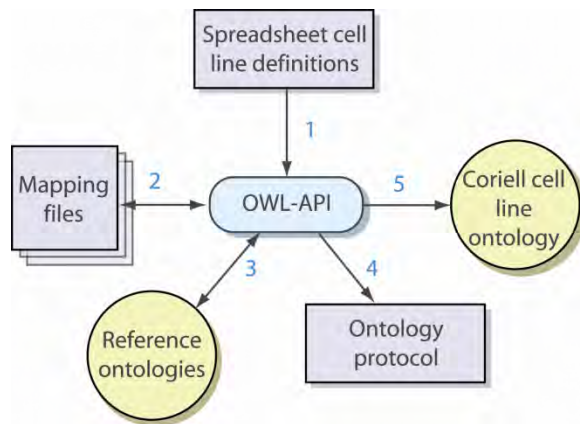 Spreadsheet cell
line definitions
1
Mapping
files
2
OWL-API
5
Coriell cell
line
ontology
3
4
Reference
ontologies
Ontology
protocol